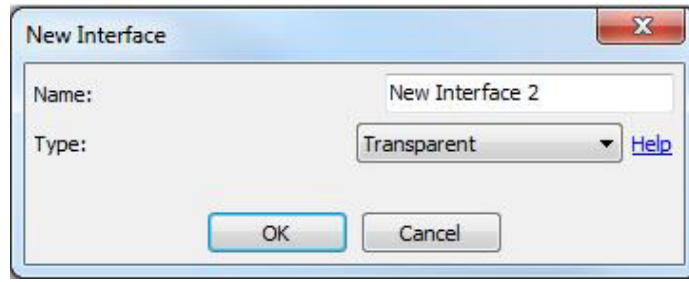 New Interface
Name: New Interface 2
Type: Transparent Help
OK Cancel